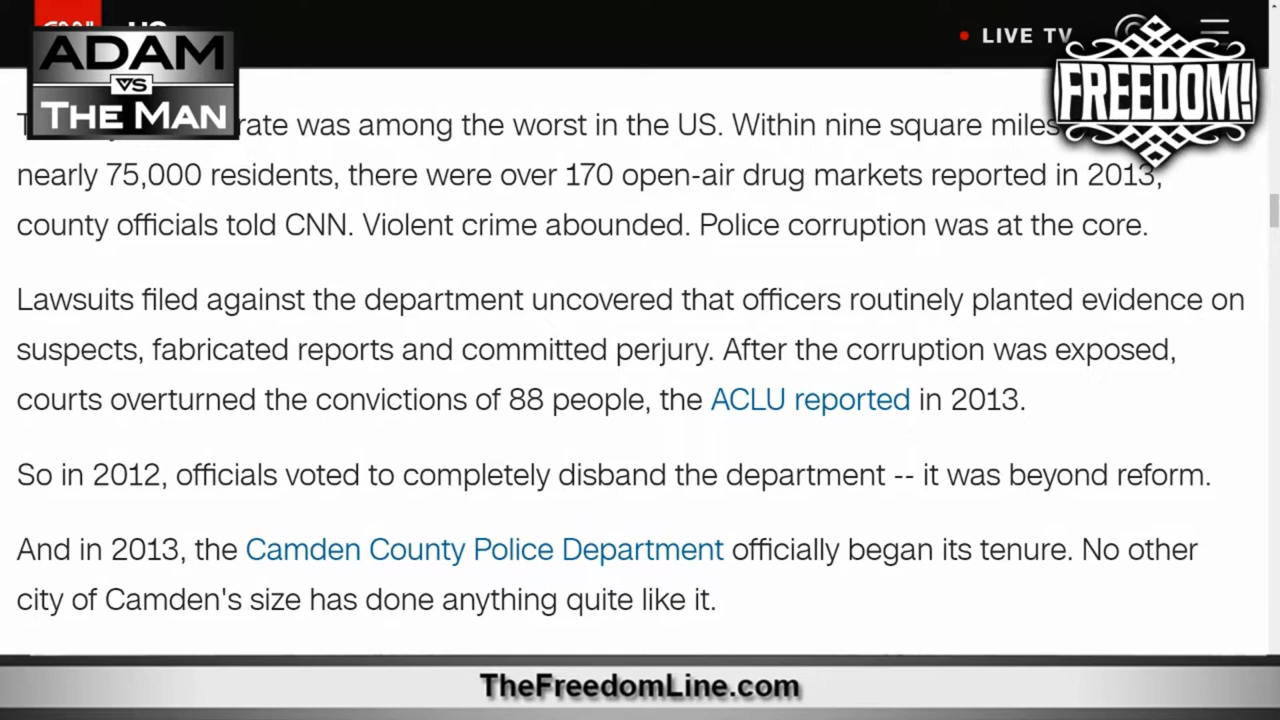 LIVE TV
ADAM
VS
THE MAN
FREEDOM!
rate was among the worst in the US. Within nine square miles
nearly 75,000 residents, there were over 170 open-air drug markets reported in 2013,
county officials told CNN. Violent crime abounded. Police corruption was at the core.
Lawsuits filed against the department uncovered that officers routinely planted evidence on
suspects, fabricated reports and committed perjury. After the corruption was exposed,
courts overturned the convictions of 88 people, the ACLU reported in 2013.
So in 2012, officials voted to completely disband the department -- it was beyond reform.
And in 2013, the Camden County Police Department officially began its tenure. No other
city of Camden's size has done anything quite like it.
TheFreedomLine.com